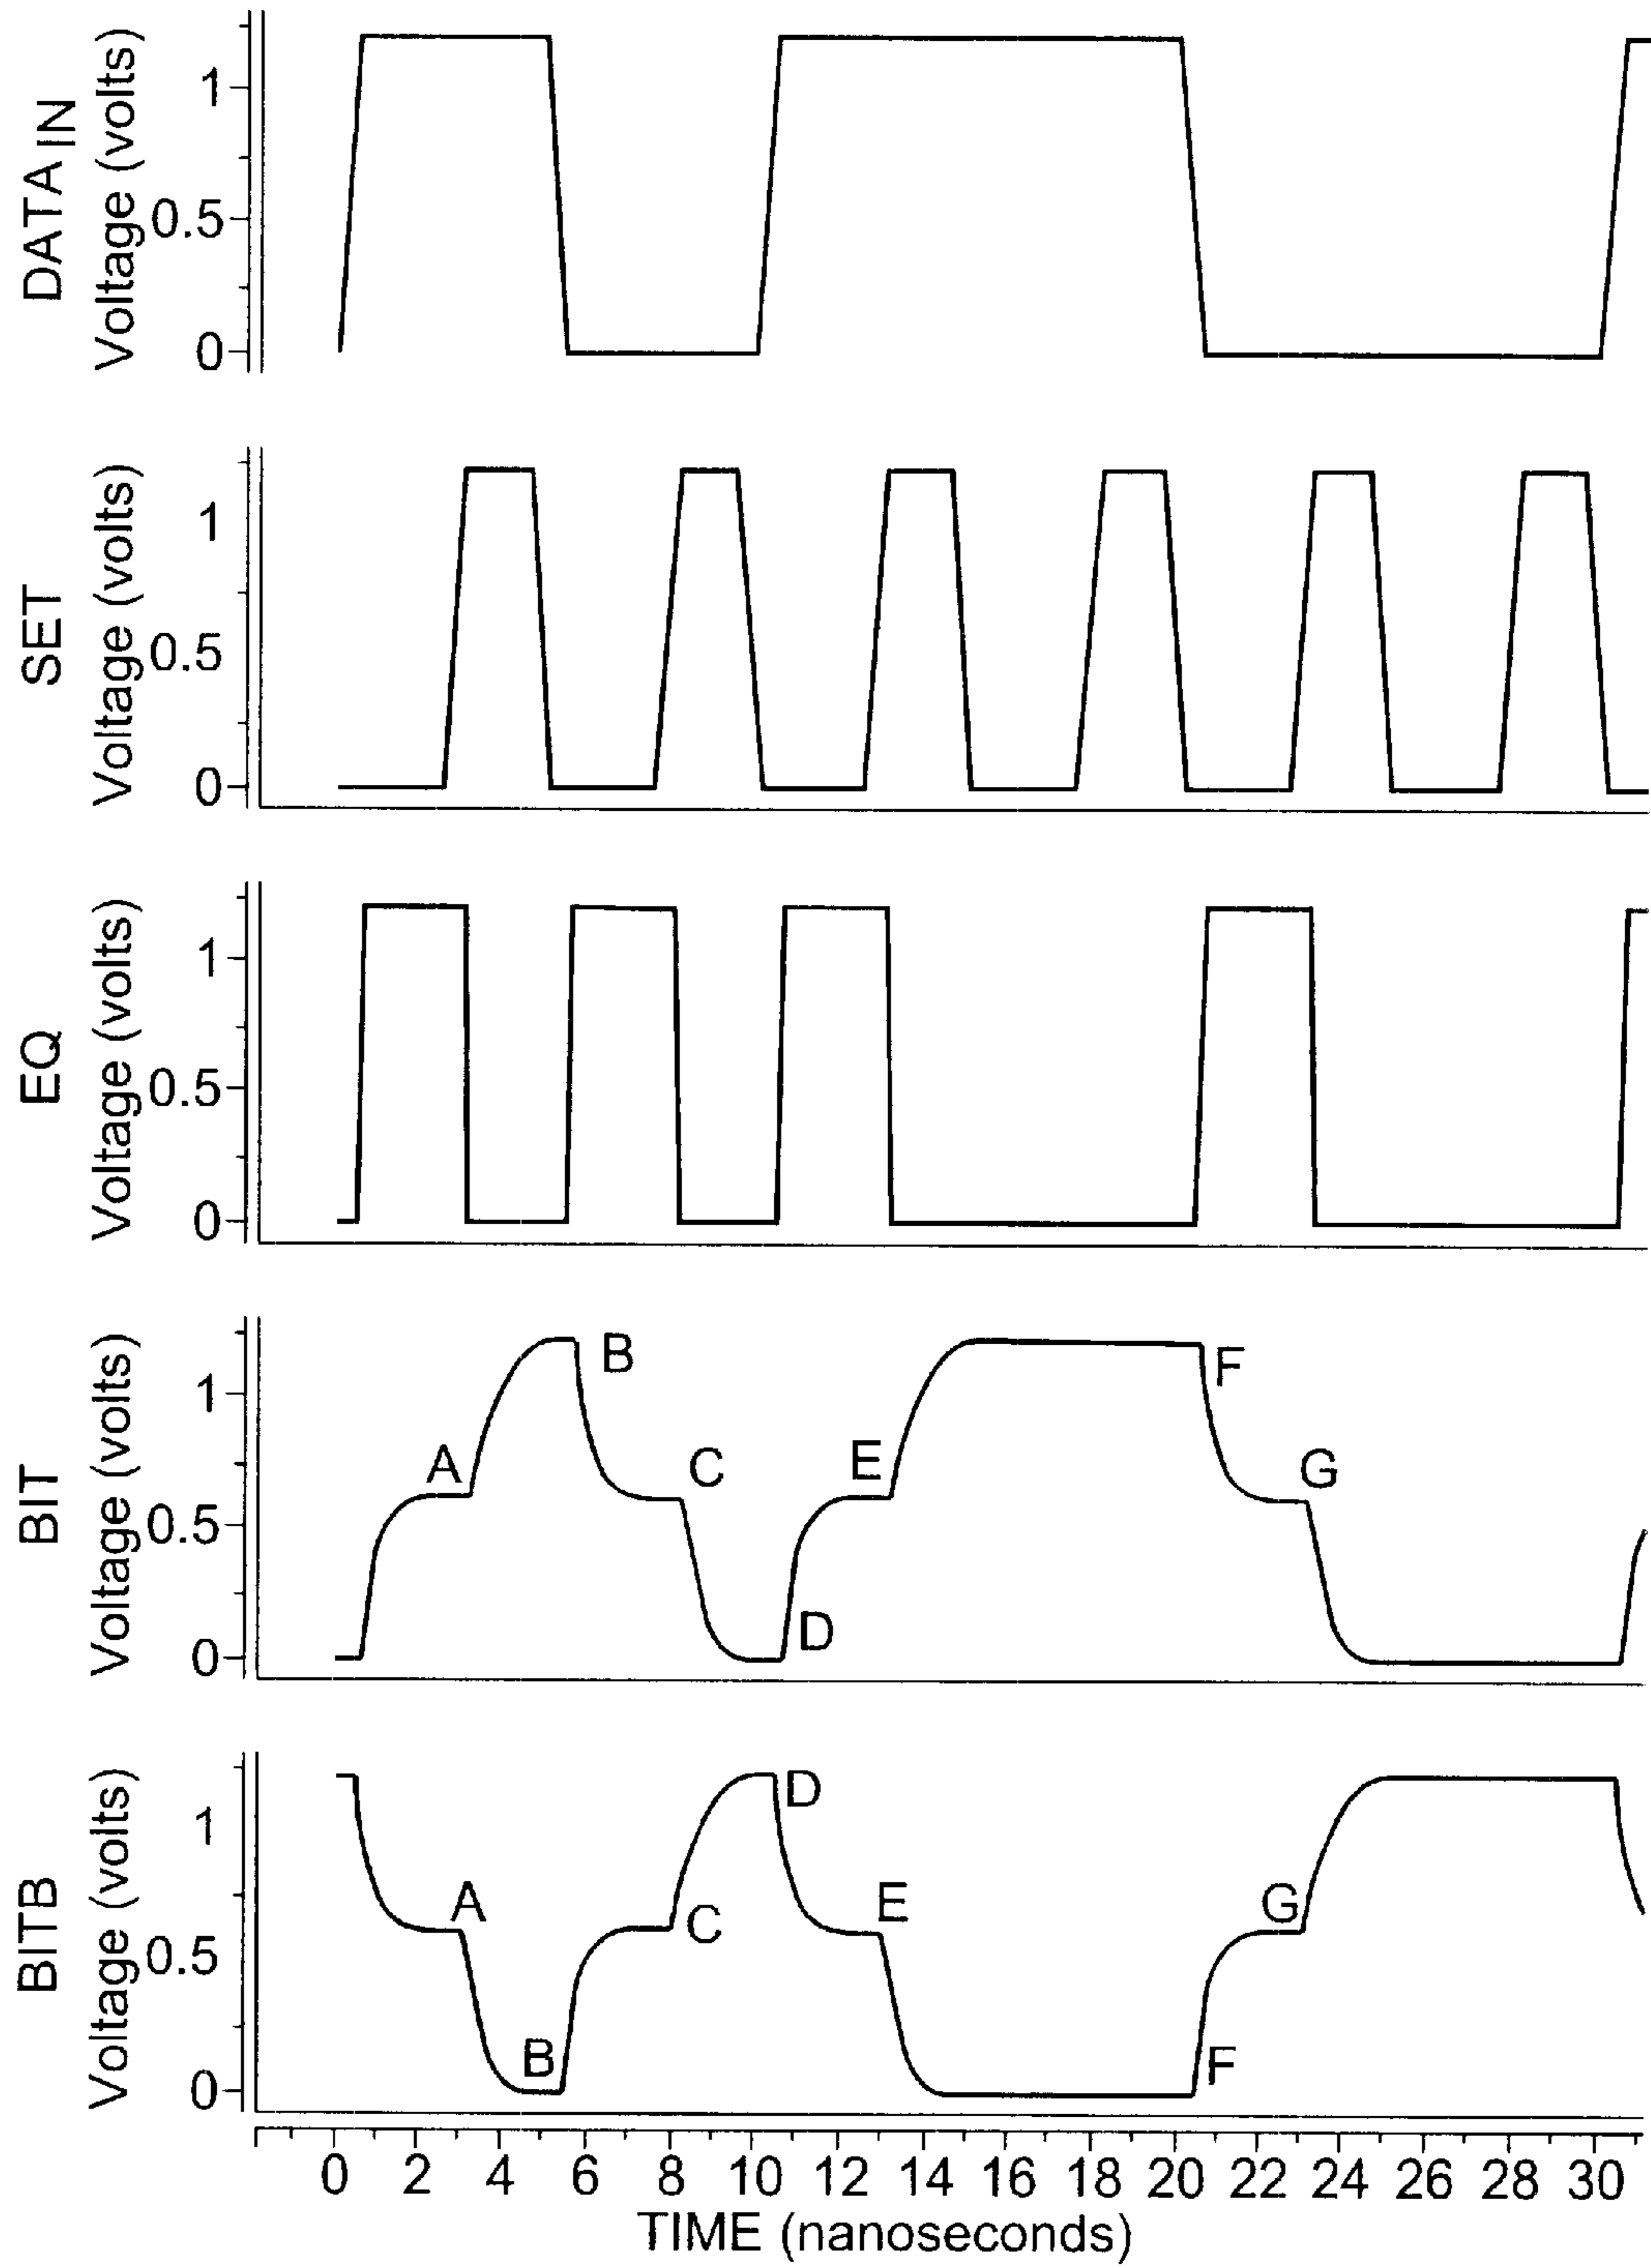 DATA IN
Voltage (volts)
1
0.5
0
SET
Voltage (volts)
1
0.5
0
EQ
Voltage (volts)
1
0.5
0
BIT
Voltage (volts)
1
0.5
0
A
B
C
D
E
F
G
BITB
Voltage (volts)
1
0.5
0
A
B
C
D
E
F
G
0 2 4 6 8 10 12 14 16 18 20 22 24 26 28 30
TIME (nanoseconds)